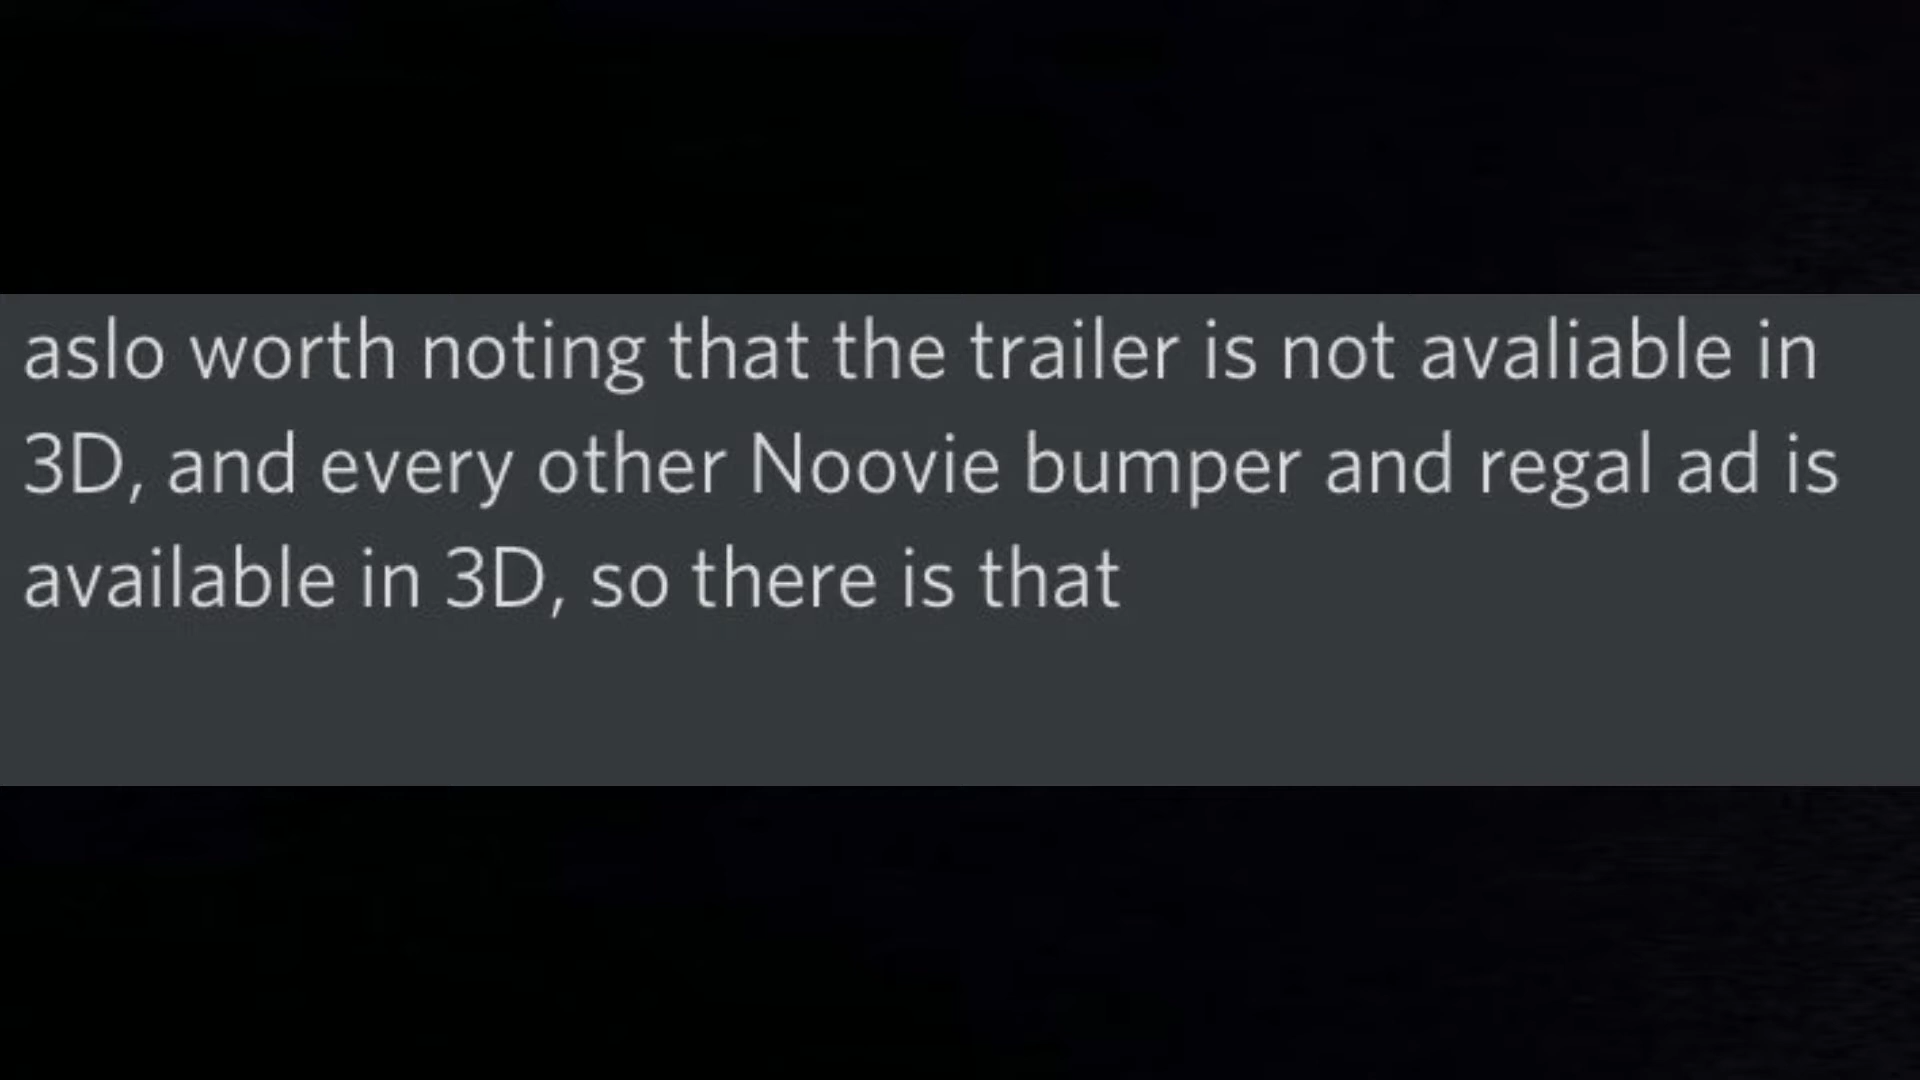 aslo worth noting that the trailer is not avaliable in
3D, and every other Noovie bumper and regal ad is
available in 3D, so there is that